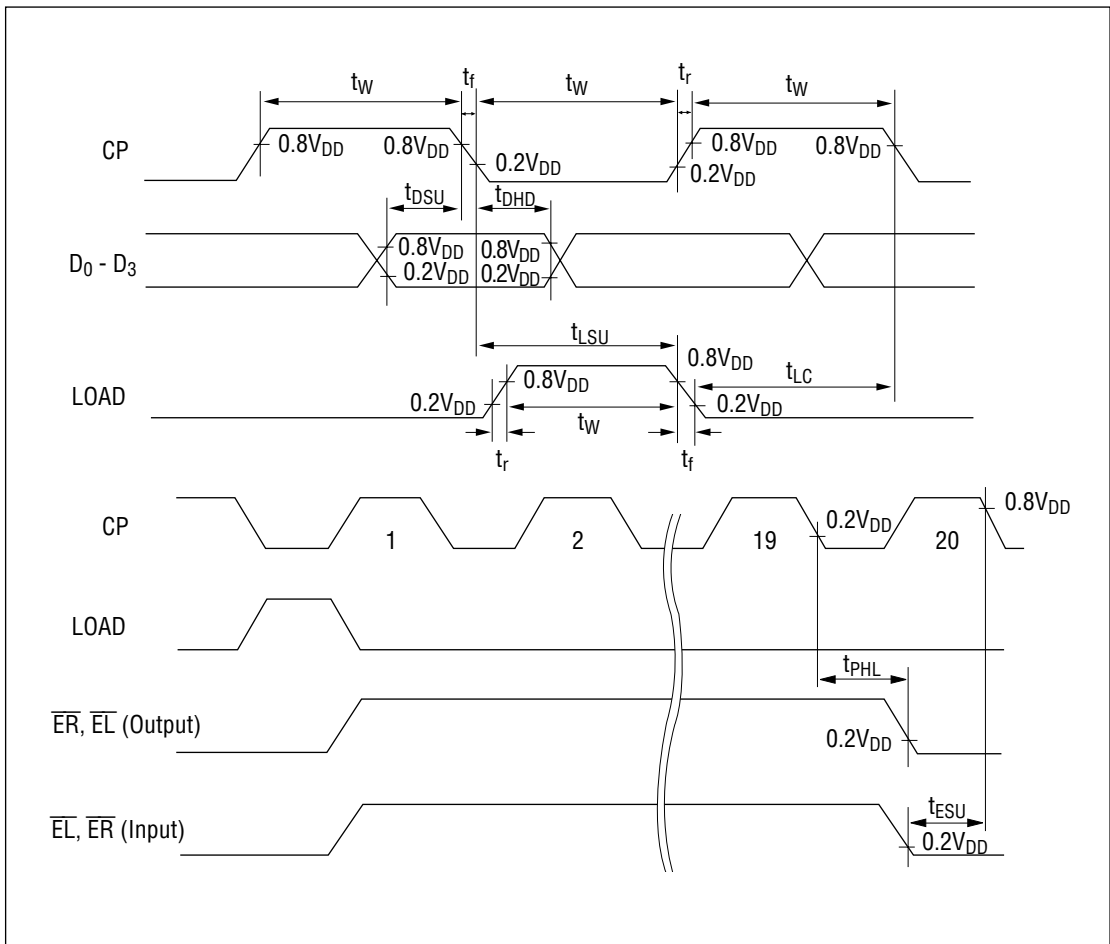 tW tf tW tr tW
CP 0.8VDD 0.8VDD 0.2VDD 0.8VDD 0.2VDD 0.8VDD
tDSU tDHD
D0 - D3 0.8VDD 0.2VDD 0.8VDD 0.2VDD
tLSU
LOAD 0.2VDD 0.8VDD 0.8VDD 0.2VDD tLC
tW
tr tf
CP 1 2 19 0.2VDD 20 0.8VDD
LOAD
tPHL
ER, EL (Output) 0.2VDD
tESU
EL, ER (Input) 0.2VDD